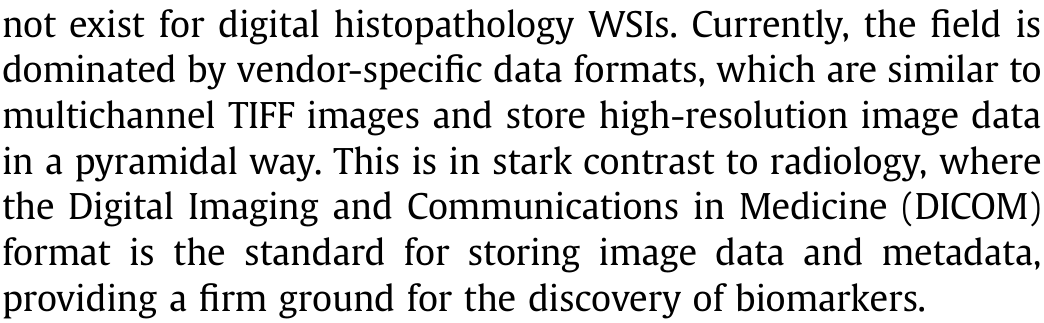 not exist for digital histopathology WSIs. Currently, the field is
dominated by vendor-specific data formats, which are similar to
multichannel TIFF images and store high-resolution image data
in a pyramidal way. This is in stark contrast to radiology, where
the Digital Imaging and Communications in Medicine (DICOM)
format is the standard for storing image data and metadata,
providing a firm ground for the discovery of biomarkers.